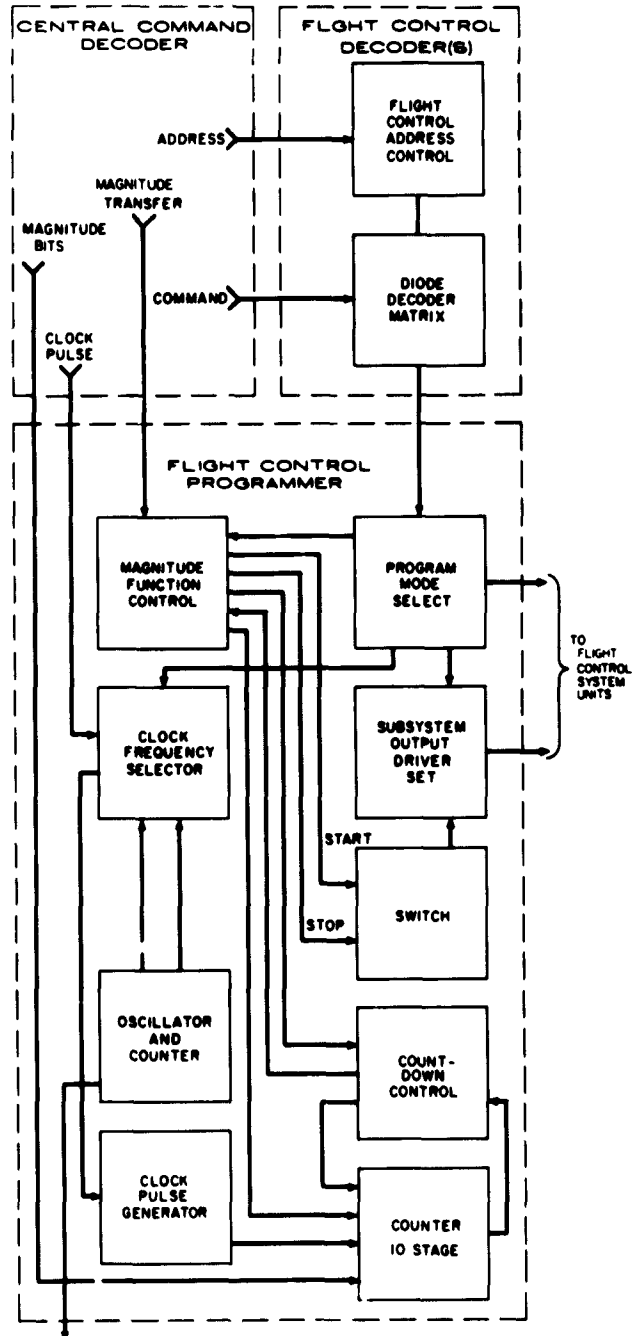 CENTRAL COMMAND
DECODER
FLIGHT CONTROL
DECODER(S)
FLIGHT
CONTROL
ADDRESS
CONTROL
ADDRESS
MAGNITUDE
TRANSFER
MAGNITUDE
BITS
COMMAND
DIODE
DECODER
MATRIX
CLOCK
PULSE
FLIGHT CONTROL
PROGRAMMER
MAGNITUDE
FUNCTION
CONTROL
PROGRAM
MODE
SELECT
TO
FLIGHT
CONTROL
SYSTEM
UNITS
CLOCK
FREQUENCY
SELECTOR
SUBSYSTEM
OUTPUT
DRIVER
SET
START
SWITCH
STOP
OSCILLATOR
AND
COUNTER
COUNT-
DOWN
CONTROL
CLOCK
PULSE
GENERATOR
COUNTER
10 STAGE